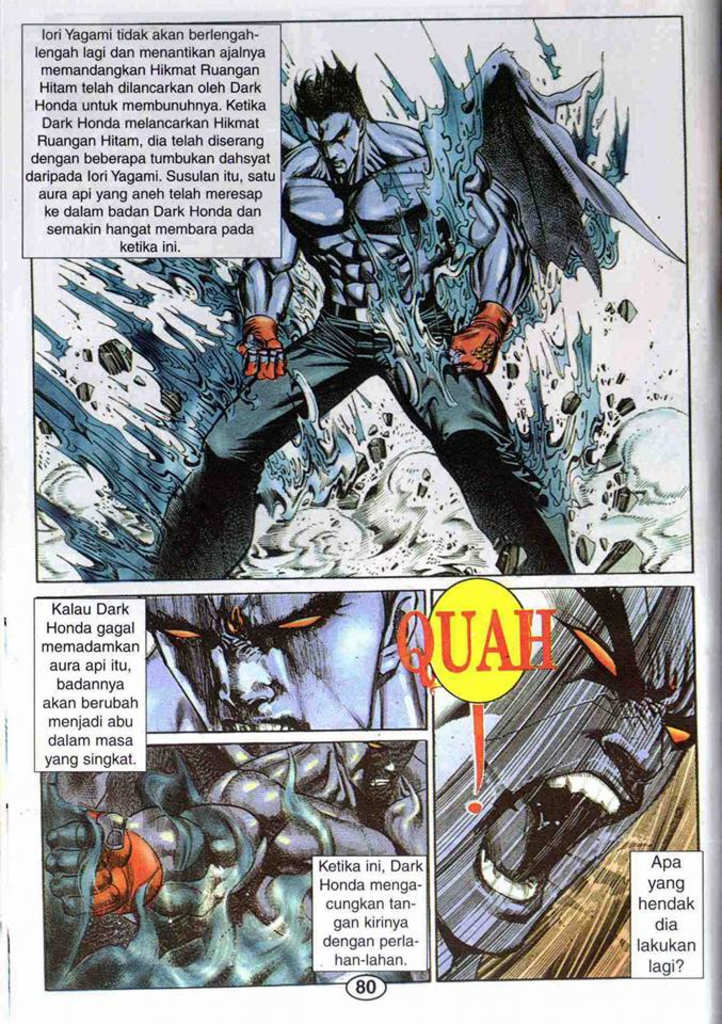 Iori Yagami tidak akan berlengah-
lengah lagi dan menantikan ajalnya
memandangkan Hikmat Ruangan
Hitam telah dilancarkan oleh Dark
Honda untuk membunuhnya. Ketika
Dark Honda melancarkan Hikmat
Ruangan Hitam, dia telah diserang
dengan beberapa tumbukan dahsyat
daripada Iori Yagami. Susulan itu, satu
aura api yang aneh telah meresap
ke dalam badan Dark Honda dan
semakin hangat membara pada
ketika ini.
Kalau Dark
Honda gagal
memadamkan
aura api itu,
badannya
akan berubah
menjadi abu
dalam masa
yang singkat.
QUAH
!
Ketika ini, Dark
Honda menga-
cungkan tan-
gan kirinya
dengan perla-
han-lahan.
Apa
yang
hendak
dia
lakukan
lagi?
80